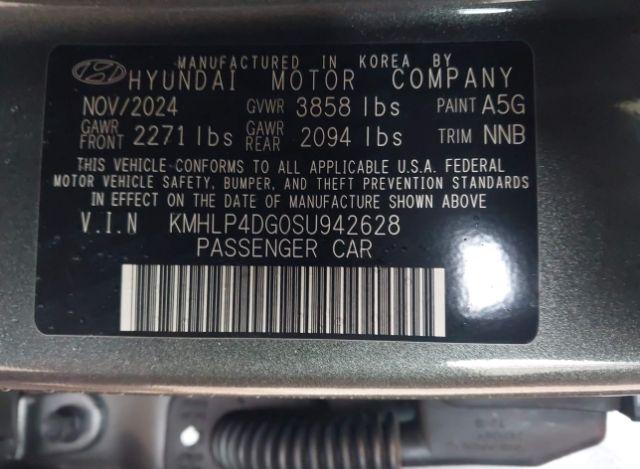 MANUFACTURED IN KOREA BY
HYUNDAI MOTOR COMPANY
NOV/2024 GVWR 3858 lbs PAINT A5G
GAWR FRONT 2271 lbs GAWR REAR 2094 lbs TRIM NNB
THIS VEHICLE CONFORMS TO ALL APPLICABLE U.S.A. FEDERAL
MOTOR VEHICLE SAFETY, BUMPER, AND THEFT PREVENTION STANDARDS
IN EFFECT ON THE DATE OF MANUFACTURE SHOWN ABOVE
V.I.N KMHLP4DG0SU942628
PASSENGER CAR